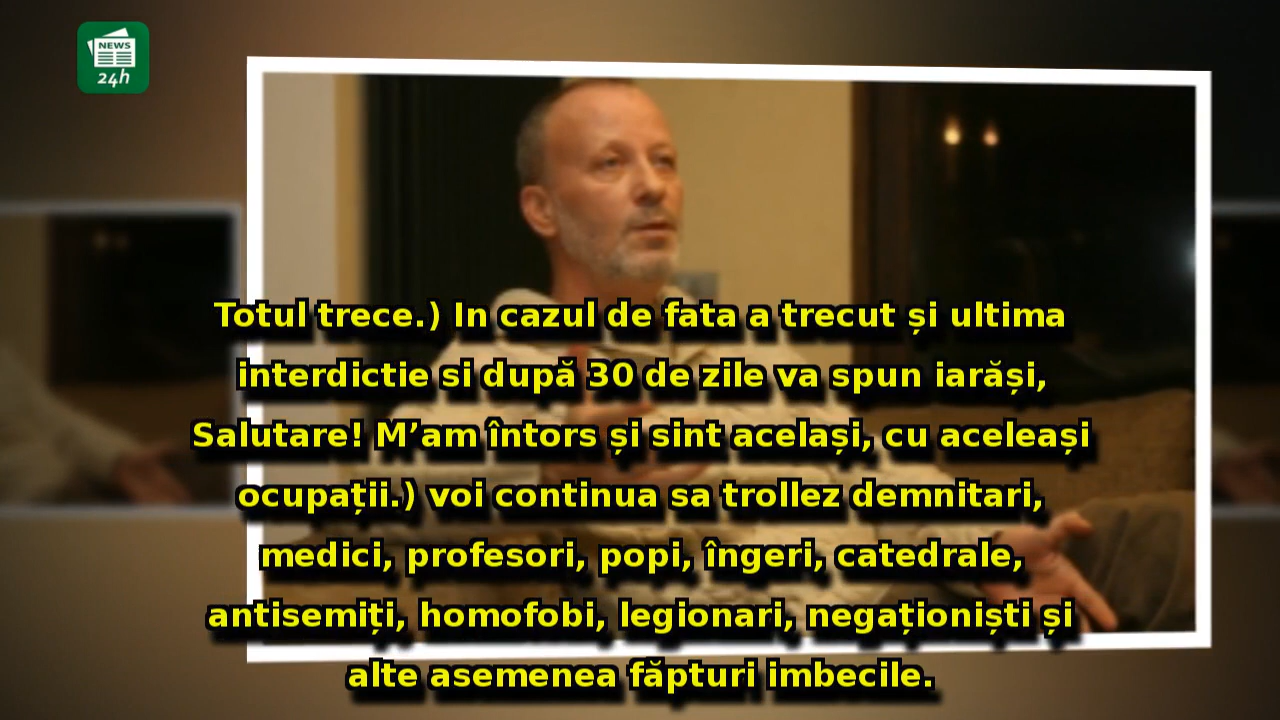 NEWS
24h
Totul trece.) In cazul de fata a trecut și ultima
interdictie si după 30 de zile va spun iarăși,
Salutare! M’am întors și sint același, cu aceleași
ocupații.) voi continua sa trollez demnitari,
medici, profesori, popi, îngeri, catedrale,
antisemiți, homofobi, legionari, negaționiști și
alte asemenea făpturi imbecile.